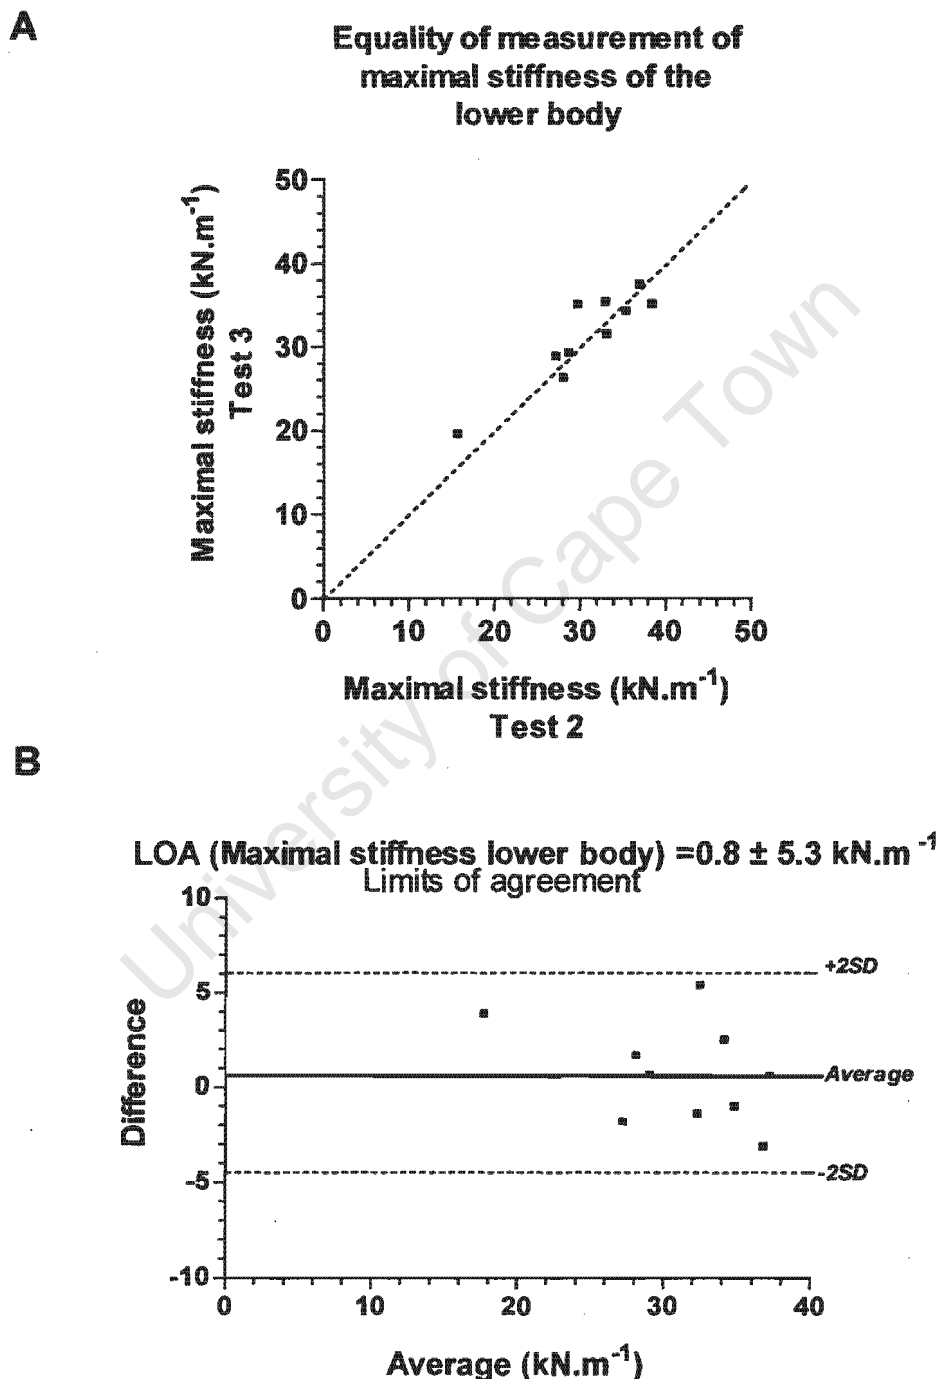 A
Equality of measurement of
maximal stiffness of the
lower body
Maximal stiffness (kN.m⁻¹)
Test 3
50
40
30
20
10
0
0 10 20 30 40 50
Maximal stiffness (kN.m⁻¹)
Test 2
B
LOA (Maximal stiffness lower body) =0.8 ± 5.3 kN.m⁻¹
Limits of agreement
Difference
10
5
0
-5
-10
+2SD
Average
-2SD
0 10 20 30 40
Average (kN.m⁻¹)
University of Cape Town